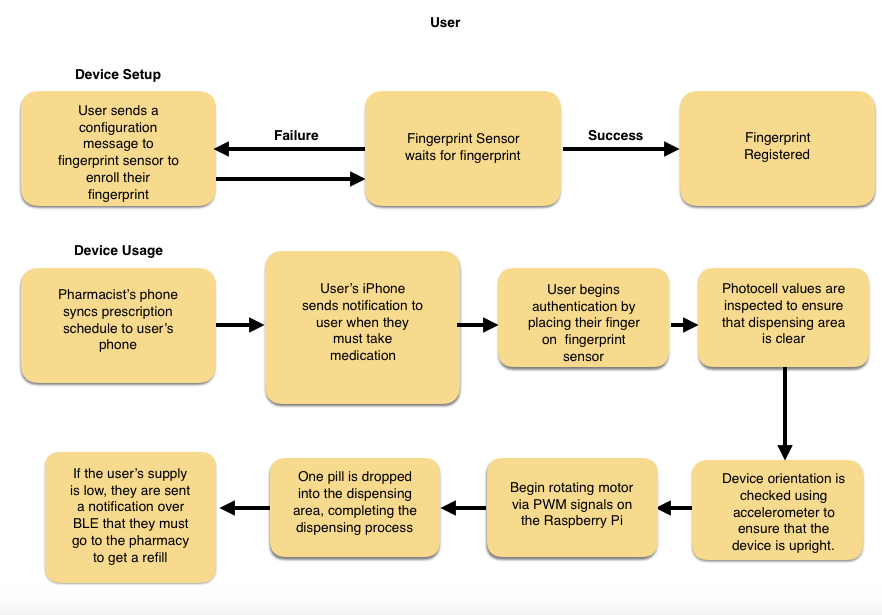 User
Device Setup
User sends a
configuration
message to
fingerprint sensor to
enroll their
fingerprint
Failure
Fingerprint Sensor
waits for fingerprint
Success
Fingerprint
Registered
Device Usage
Pharmacist’s phone
syncs prescription
schedule to user’s
phone
User’s iPhone
sends notification to
user when they
must take
medication
User begins
authentication by
placing their finger
on fingerprint
sensor
Photocell values are
inspected to ensure
that dispensing area
is clear
If the user’s supply
is low, they are sent
a notification over
BLE that they must
go to the pharmacy
to get a refill
One pill is dropped
into the dispensing
area, completing the
dispensing process
Begin rotating motor
via PWM signals on
the Raspberry Pi
Device orientation is
checked using
accelerometer to
ensure that the
device is upright.